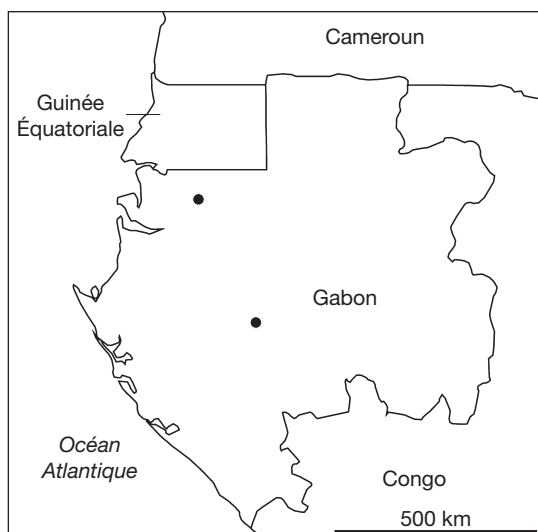 Cameroun
Guinée
Équatoriale
Gabon
Océan
Atlantique
Congo
500 km